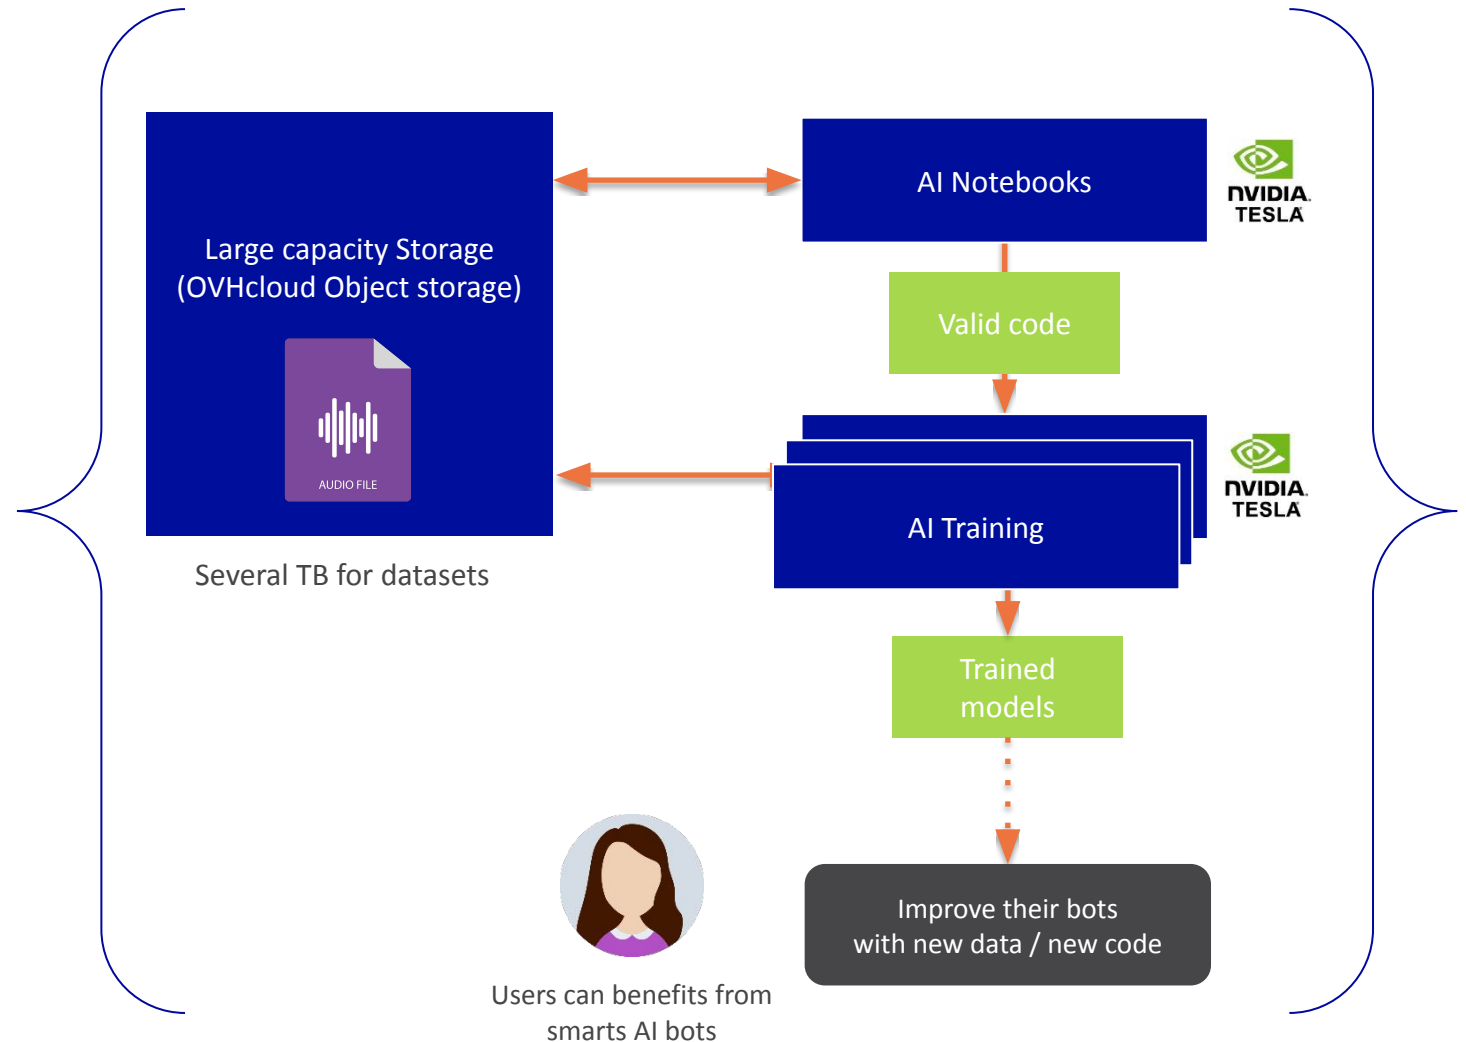 Large capacity Storage
(OVHcloud Object storage)
AUDIO FILE
Several TB for datasets
AI Notebooks
NVIDIA.
TESLA
Valid code
AI Training
NVIDIA.
TESLA
Trained
models
Improve their bots
with new data / new code
Users can benefits from
smarts AI bots